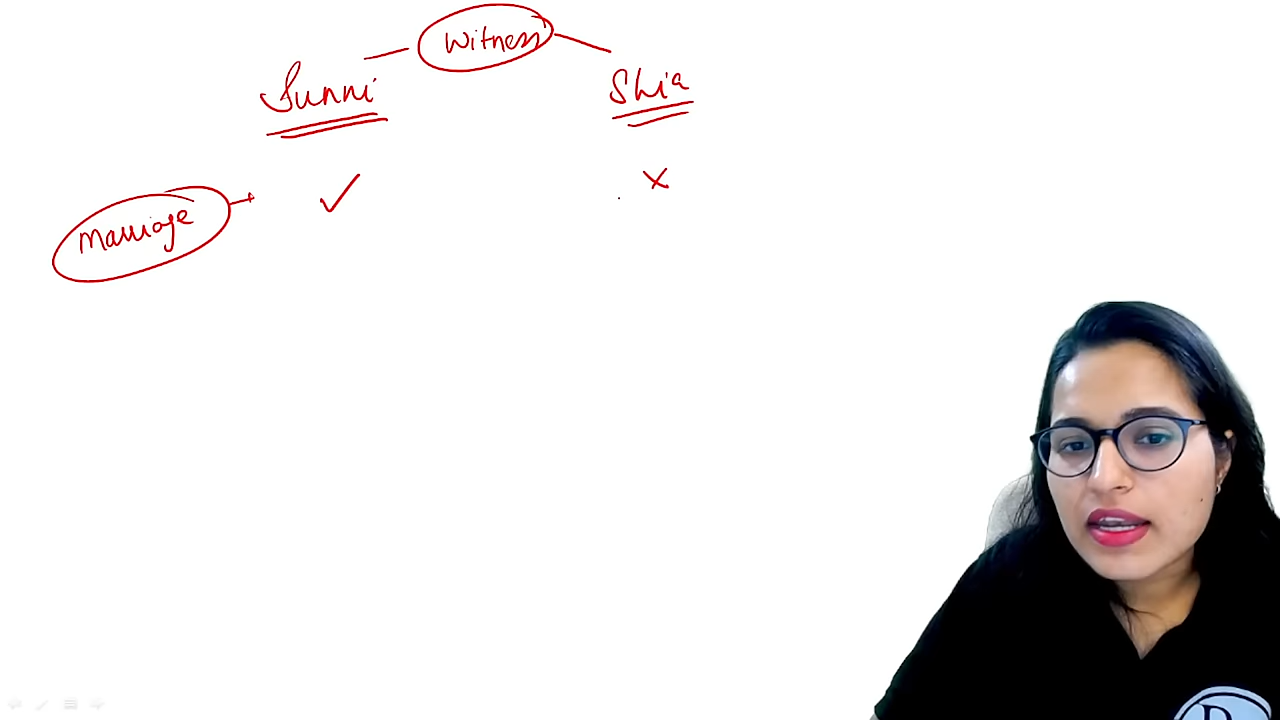 Witness
Sunni Shia
Marriage → ✓ ×